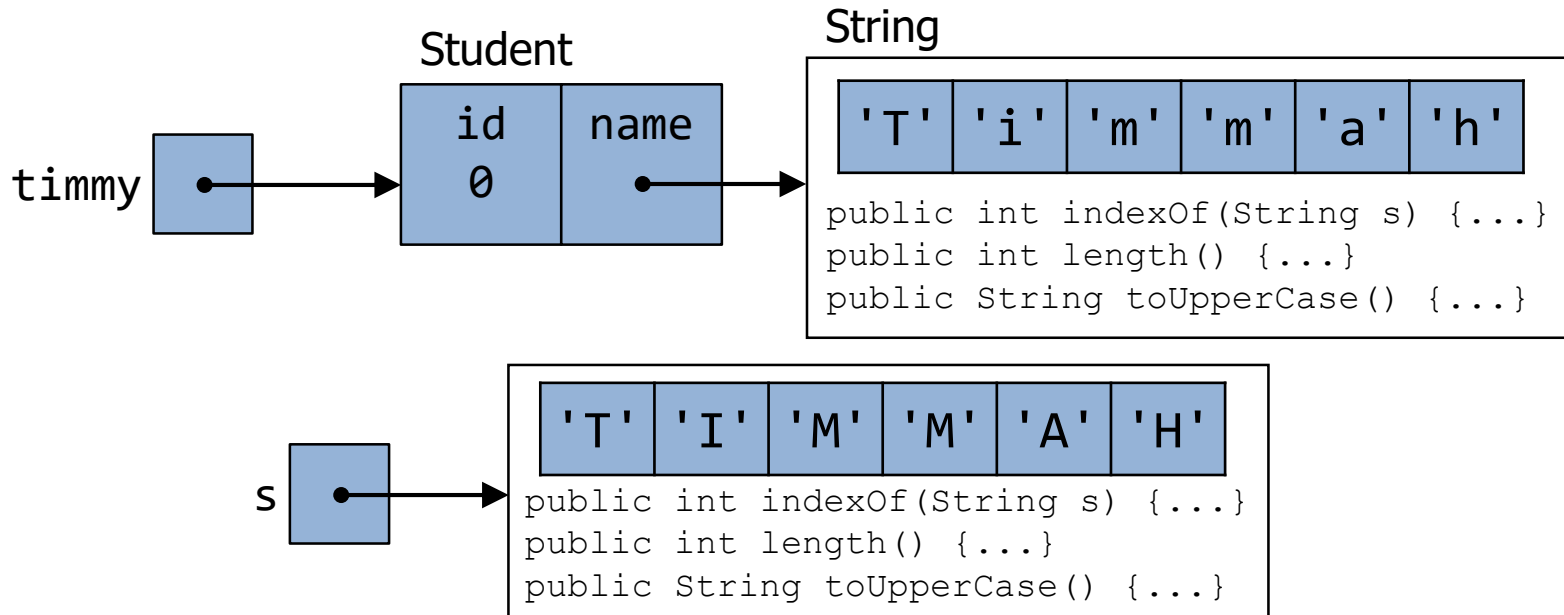 String
Student
'T' 'i' 'm' 'm' 'a' 'h'
id name
timmy
0
public int indexOf(String s) {...}
public int length() {...}
public String toUpperCase() {...}
'T' 'I' 'M' 'M' 'A' 'H'
s
public int indexOf(String s) {...}
public int length() {...}
public String toUpperCase() {...}